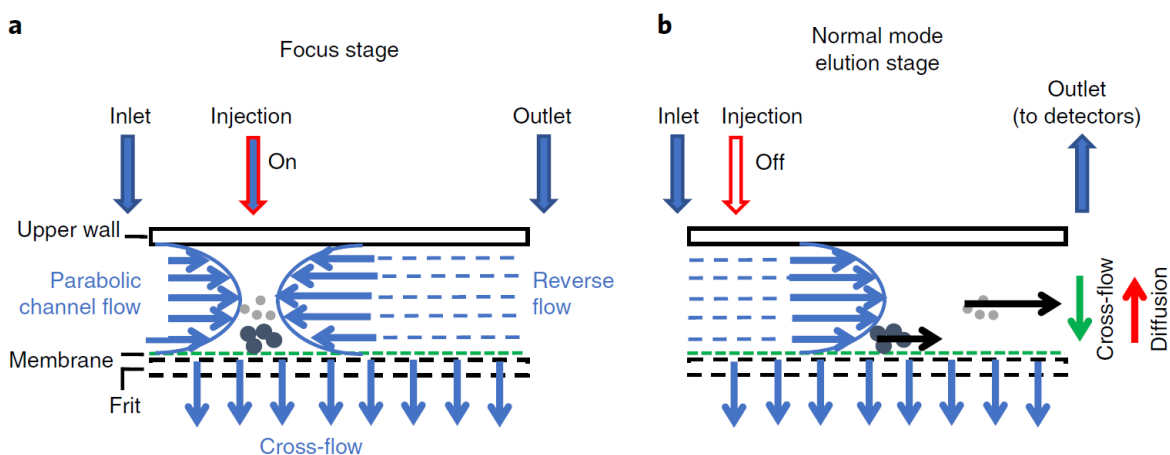 a
Focus stage
Inlet
Injection
On
Outlet
Upper wall
Parabolic
channel flow
Reverse
flow
Membrane
Frit
Cross-flow
b
Normal mode
elution stage
Inlet
Injection
Off
Outlet
(to detectors)
Cross-flow
Diffusion